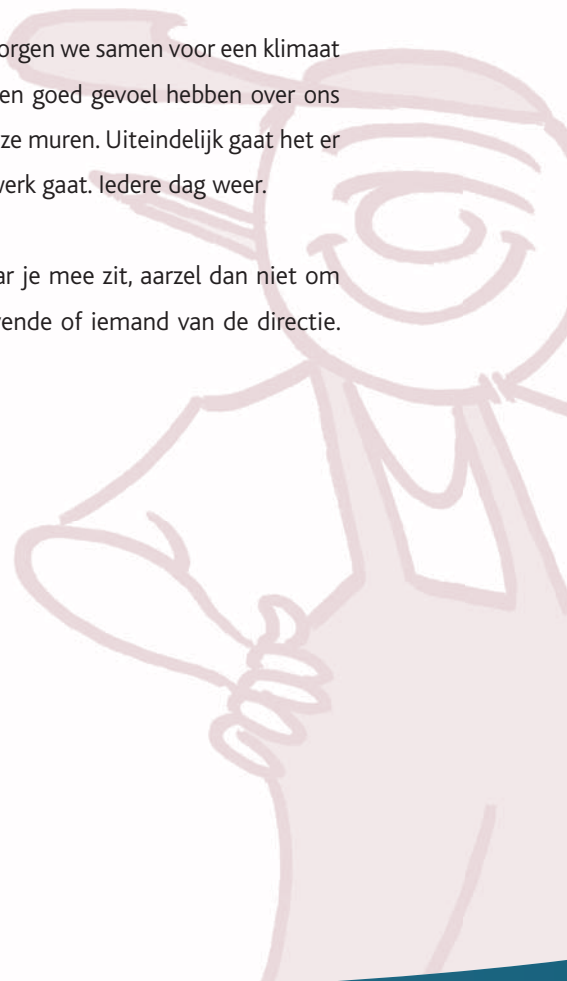 orgen we samen voor een klimaat
en goed gevoel hebben over ons
ze muren. Uiteindelijk gaat het er
werk gaat. Iedere dag weer.
ar je mee zit, aarzel dan niet om
ende of iemand van de directie.